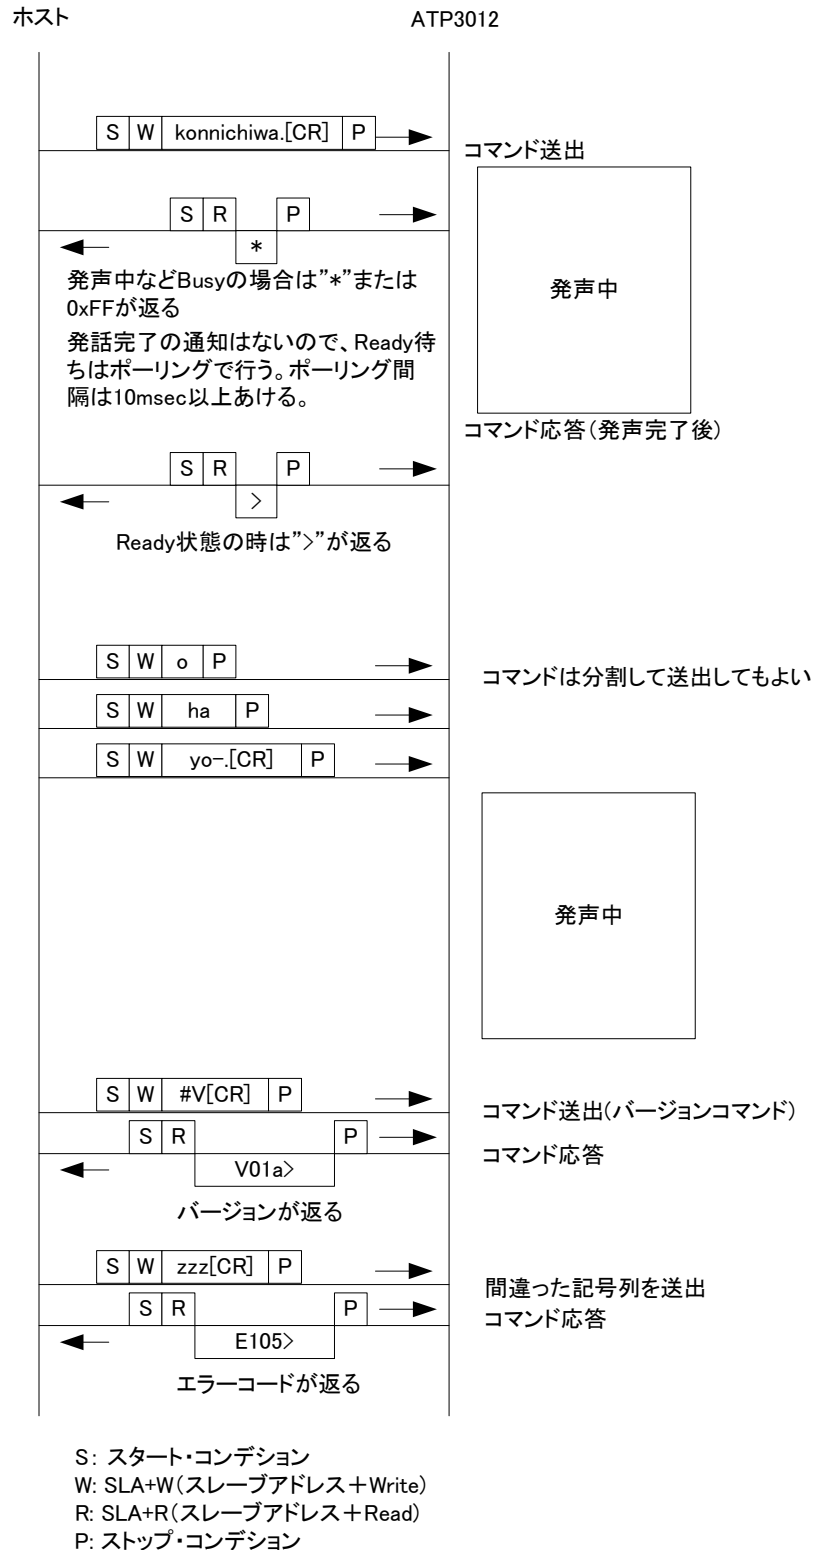 ホスト
ATP3012
S W konnichiwa.[CR] P
コマンド送出
S R P
*
発声中などBusyの場合は”*”または
0xFFが返る
発話完了の通知はないので、Ready待
ちはポーリングで行う。ポーリング間
隔は10msec以上あける。
発声中
コマンド応答（発声完了後）
S R P
>
Ready状態の時は”>”が返る
S W o P
コマンドは分割して送出してもよい
S W ha P
S W yo-.[CR] P
発声中
S W #V[CR] P
コマンド送出(バージョンコマンド）
S R P
コマンド応答
V01a>
バージョンが返る
S W zzz[CR] P
間違った記号列を送出
S R P
コマンド応答
E105>
エラーコードが返る
S: スタート・コンデション
W: SLA+W（スレーブアドレス＋Write）
R: SLA+R（スレーブアドレス＋Read）
P: ストップ・コンデション